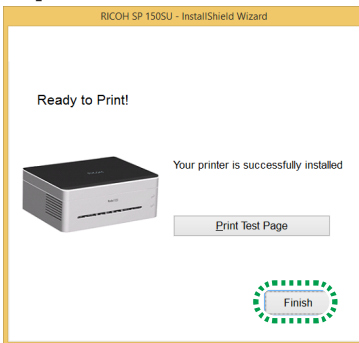 RICOH SP 150SU - InstallShield Wizard
Ready to Print!
Your printer is successfully installed
Print Test Page
Finish